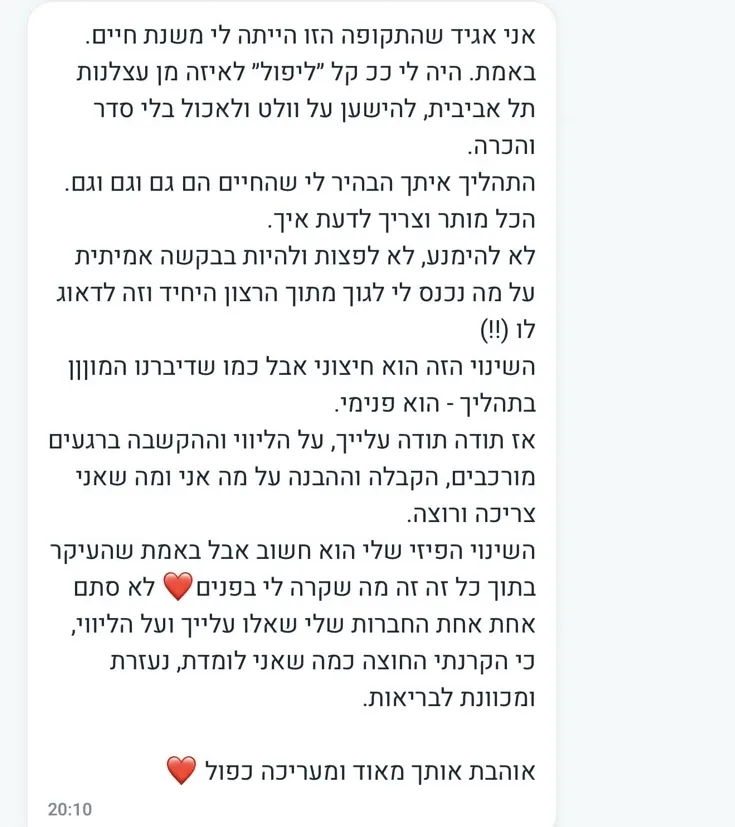 אני אגיד שהתקופה הזו הייתה לי משנת חיים.
באמת. היה לי ככ קל ״ליפול״ לאיזה מן עצלנות
תל אביבית, להישען על וולט ולאכול בלי סדר
והכרה.
התהליך איתך הבהיר לי שהחיים הם גם וגם וגם.
הכל מותר וצריך לדעת איך.
לא להימנע, לא לפצות ולהיות בבקשה אמיתית
על מה נכנס לי לגוך מתוך הרצון היחיד וזה לדאוג
לו (!!)
השינוי הזה הוא חיצוני אבל כמו שדיברנו המוןןן
בתהליך - הוא פנימי.
אז תודה תודה עלייך, על הליווי וההקשבה ברגעים
מורכבים, הקבלה וההבנה על מה אני ומה שאני
צריכה ורוצה.
השינוי הפיזי שלי הוא חשוב אבל באמת שהעיקר
בתוך כל זה זה מה שקרה לי בפנים❤️ לא סתם
אחת אחת החברות שלי שאלו עלייך ועל הליווי,
כי הקרנתי החוצה כמה שאני לומדת, נעזרת
ומכוונת לבריאות.
אוהבת אותך מאוד ומעריכה כפול ❤️
20:10